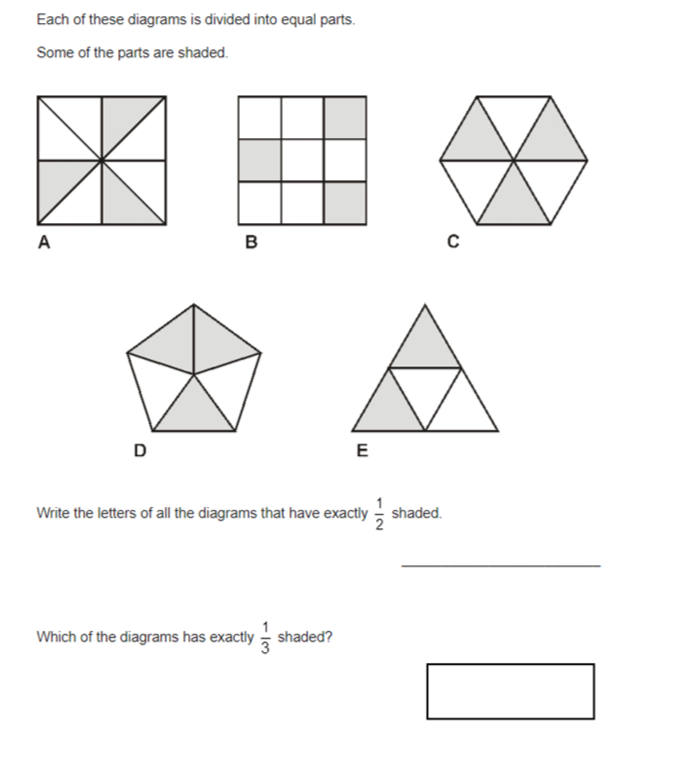 Each of these diagrams is divided into equal parts.
Some of the parts are shaded.
A B C
D E
Write the letters of all the diagrams that have exactly 1/2 shaded.
Which of the diagrams has exactly 1/3 shaded?